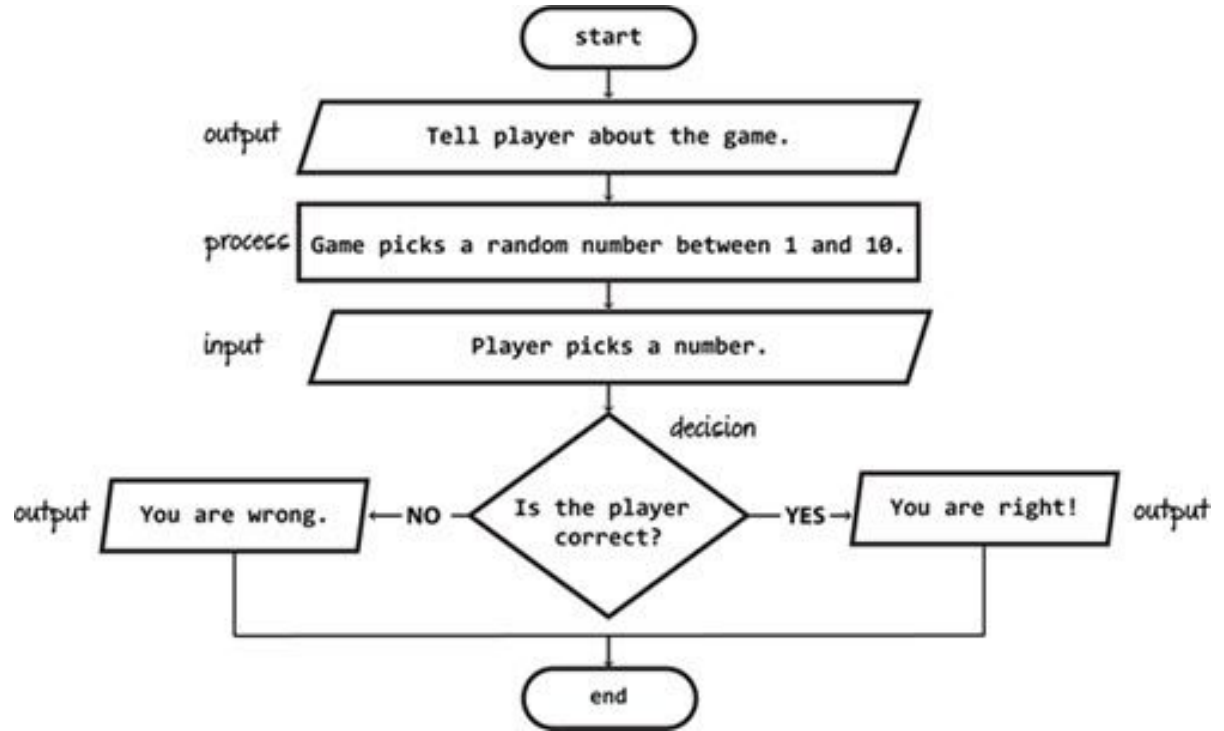 start
output
Tell player about the game.
process
Game picks a random number between 1 and 10.
input
Player picks a number.
decision
output
You are wrong.
NO
Is the player
correct?
YES
You are right!
output
end